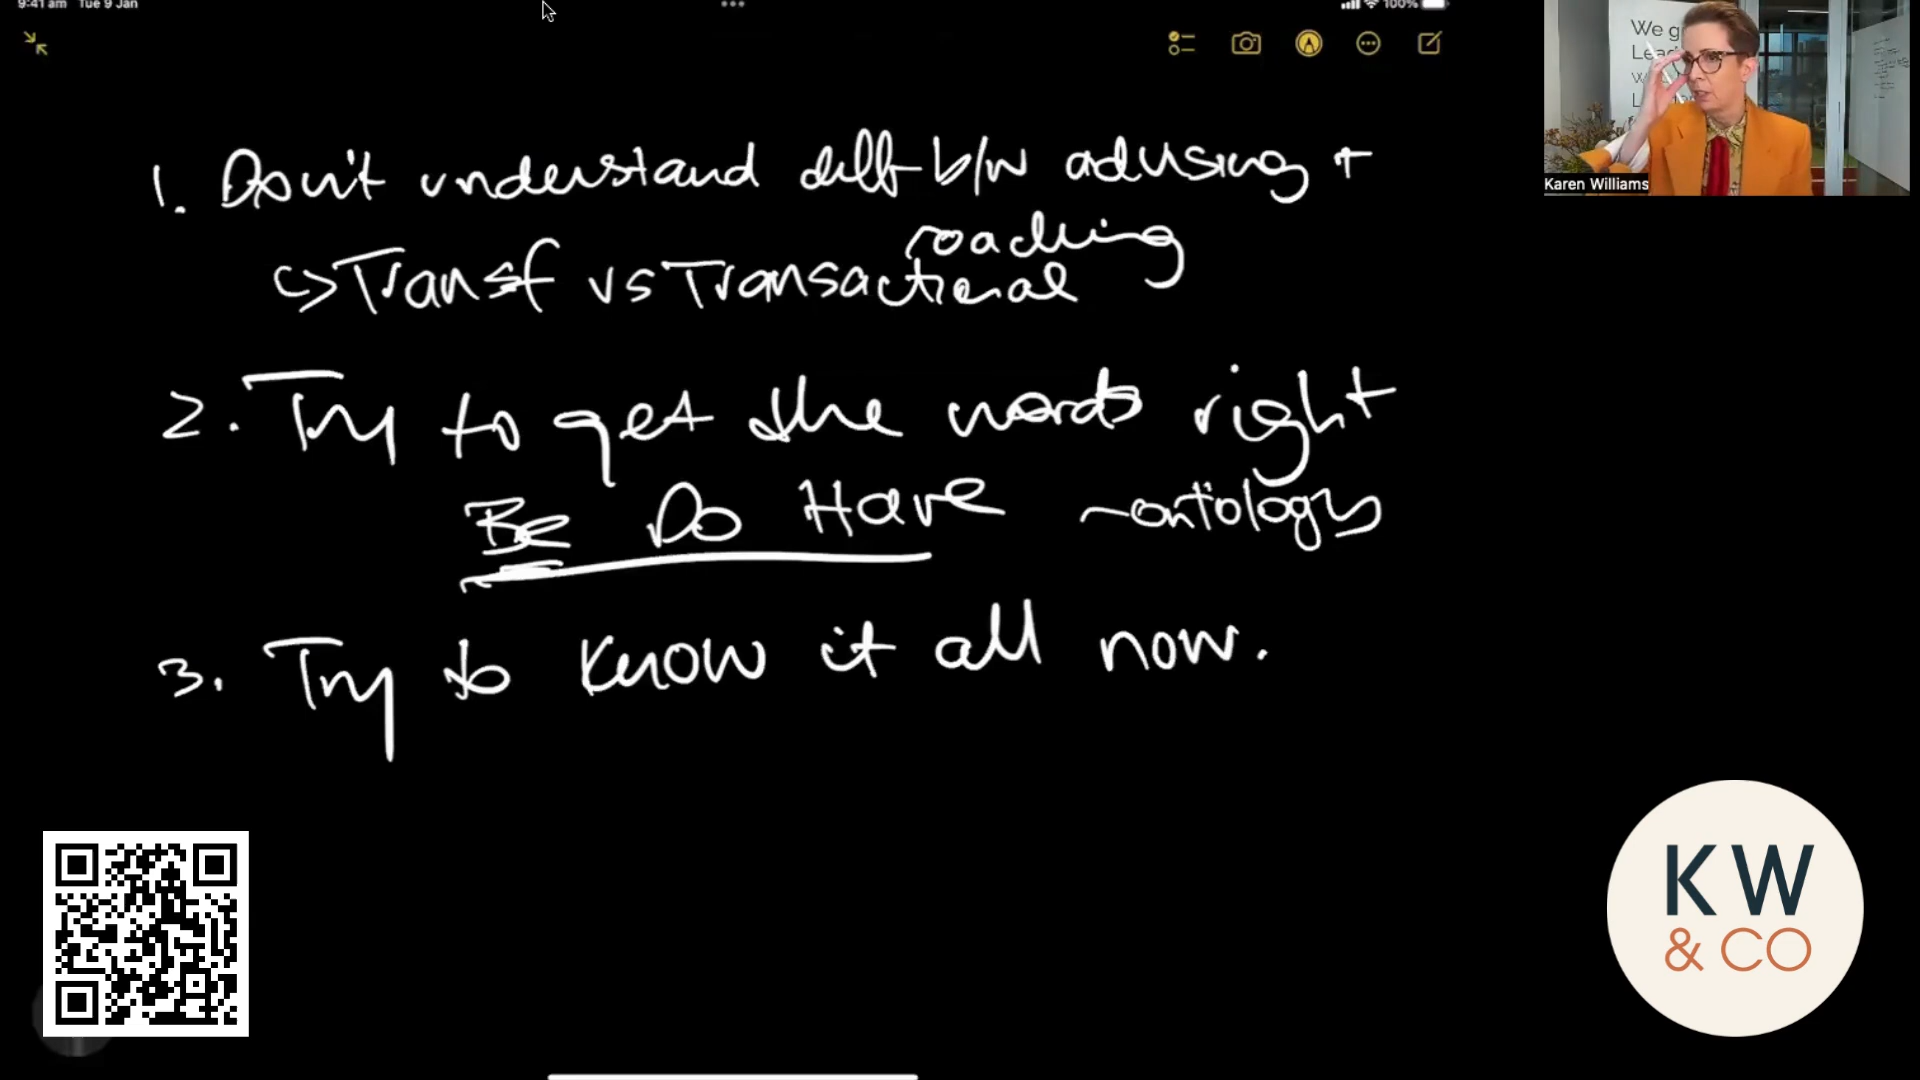 9:41 am Tue 9 Jan
100%
We g
Lead
Karen Williams
1. Don't understand diff b/w advising +
coaching
Transf vs Transactional
2. Try to get the words right
Be Do Have ~ontology
3. Try to know it all now.
KW
& CO